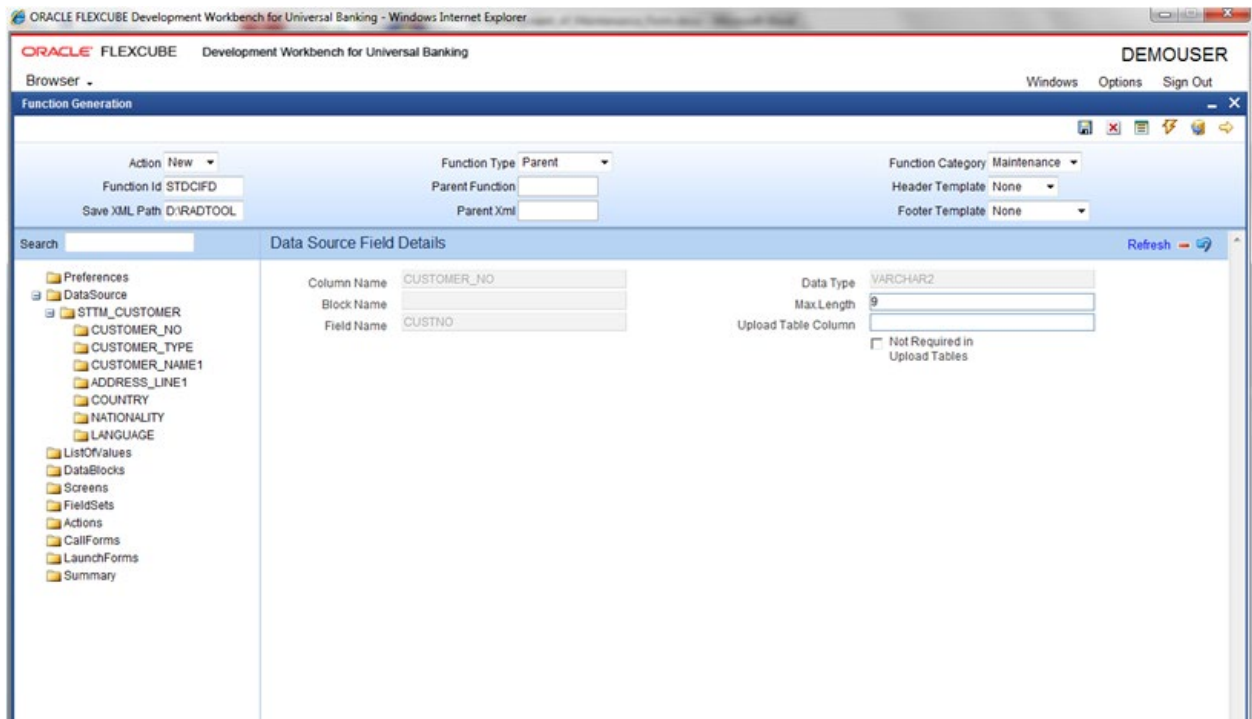 ORACLE FLEXCUBE Development Workbench for Universal Banking - Windows Internet Explorer
ORACLE FLEXCUBE Development Workbench for Universal Banking
DEMOUSER
Browser
Windows Options Sign Out
Function Generation
Action New Function Type Parent Function Category Maintenance
Function Id STDCIFD Parent Function Header Template None
Save XML Path D:\RADTOOL Parent Xml Footer Template None
Search Data Source Field Details Refresh
Preferences
DataSource
STTM_CUSTOMER
CUSTOMER_NO
CUSTOMER_TYPE
CUSTOMER_NAME1
ADDRESS_LINE1
COUNTRY
NATIONALITY
LANGUAGE
ListOfValues
DataBlocks
Screens
FieldSets
Actions
CallForms
LaunchForms
Summary
Column Name CUSTOMER_NO Data Type VARCHAR2
Block Name Max.Length 9
Field Name CUSTNO Upload Table Column
Not Required in
Upload Tables